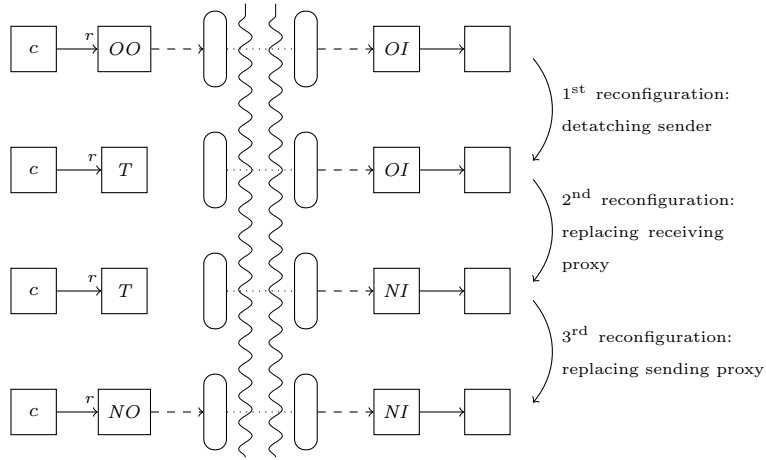 c r OO OI
1st reconfiguration:
detatching sender
c r T OI
2nd reconfiguration:
replacing receiving
proxy
c r T NI
3rd reconfiguration:
replacing sending proxy
c r NO NI